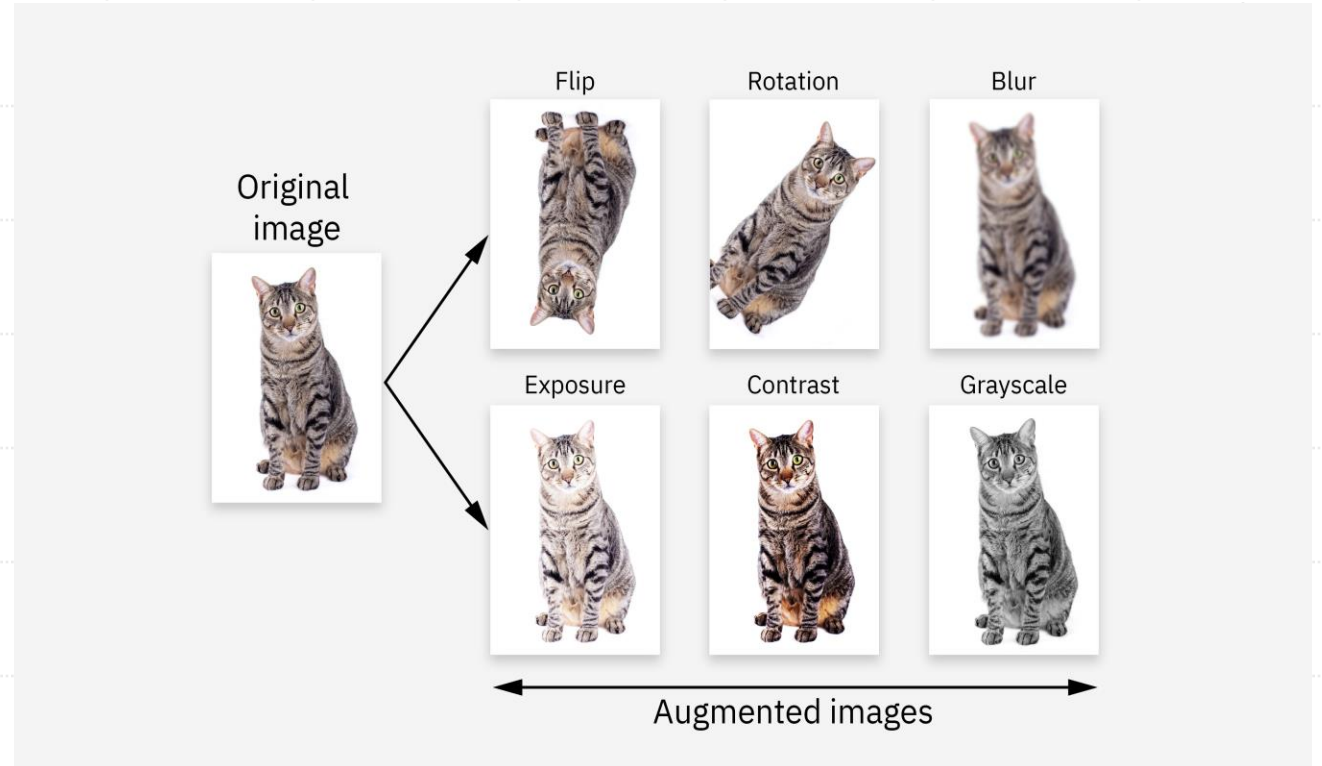 Original
image
Flip
Rotation
Blur
Exposure
Contrast
Grayscale
Augmented images